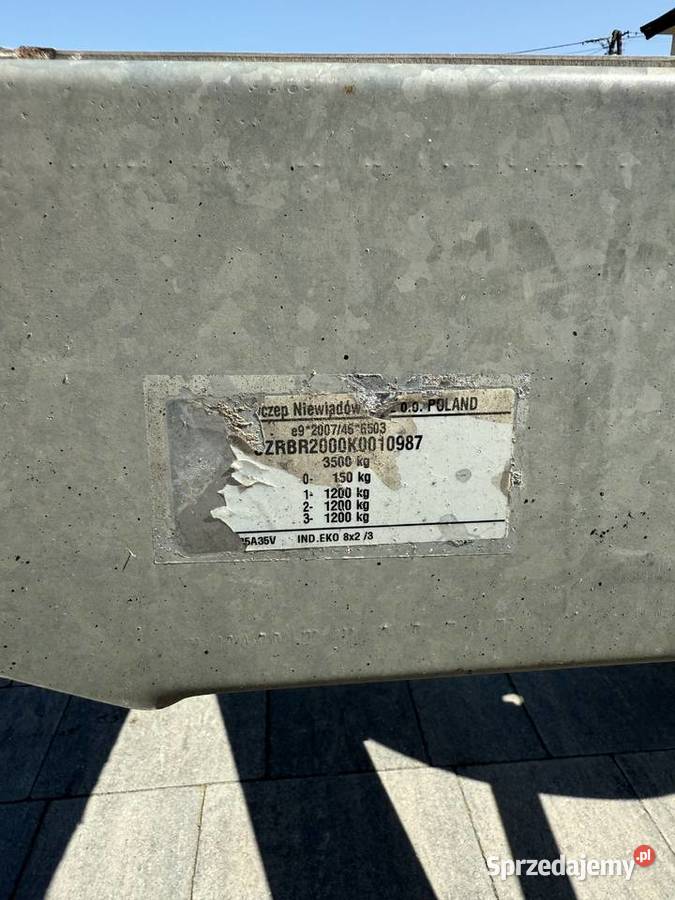 czep Niewiadów o.o. POLAND
e9*2007/46*6503
ZRBR2000K0010987
3500 kg
0- 150 kg
1- 1200 kg
2- 1200 kg
3- 1200 kg
5A35V IND.EKO 8x2 /3
Sprzedajemy.pl